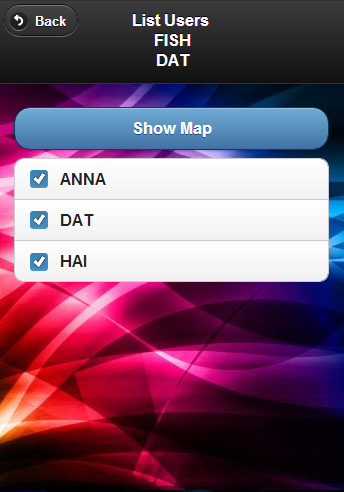 Back
List Users
FISH
DAT
Show Map
ANNA
DAT
HAI